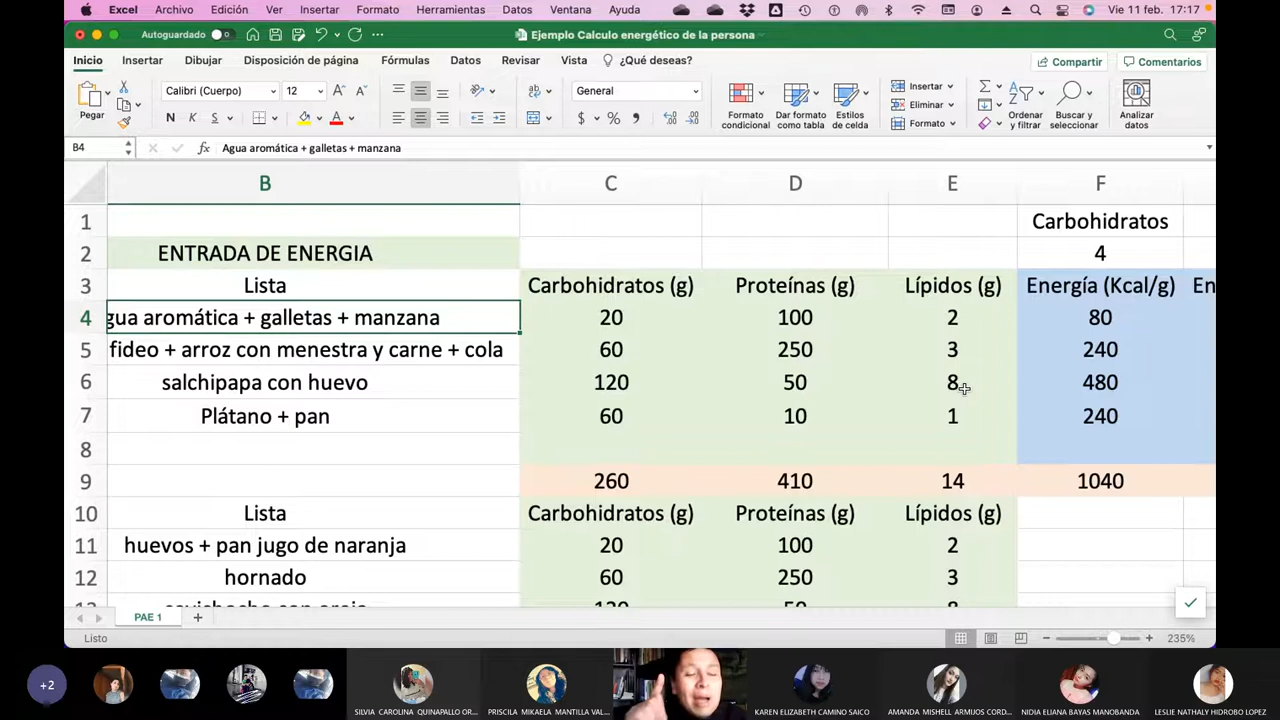 Excel Archivo Edición Ver Insertar Formato Herramientas Datos Ventana Ayuda Vie 11 feb. 17:17
Autoguardado Ejemplo Calculo energético de la persona
Inicio Insertar Dibujar Disposición de página Fórmulas Datos Revisar Vista ¿Qué deseas? Compartir Comentarios
Pegar Calibri (Cuerpo) 12 General Insertar Eliminar Formato
N K S Formato condicional Dar formato como tabla Estilos de celda Ordenar y filtrar Buscar y seleccionar Analizar datos
B4 fx Agua aromática + galletas + manzana
B C D E F
1 Carbohidratos
2 ENTRADA DE ENERGIA 4
3 Lista Carbohidratos (g) Proteínas (g) Lípidos (g) Energía (Kcal/g) En
4 gua aromática + galletas + manzana 20 100 2 80
5 fideo + arroz con menestra y carne + cola 60 250 3 240
6 salchipapa con huevo 120 50 8 480
7 Plátano + pan 60 10 1 240
8
9 260 410 14 1040
10 Lista Carbohidratos (g) Proteínas (g) Lípidos (g)
11 huevos + pan jugo de naranja 20 100 2
12 hornado 60 250 3
PAE 1
Listo 235%
+2
SILVIA CAROLINA QUINAPALLO OR... PRISCILA MIKAELA MANTILLA VAL... KAREN ELIZABETH CAMINO SAICO AMANDA MISHELL ARMIJOS CORD... NIDIA ELIANA BAYAS MANOBANDA LESLIE NATHALY HIDROBO LOPEZ